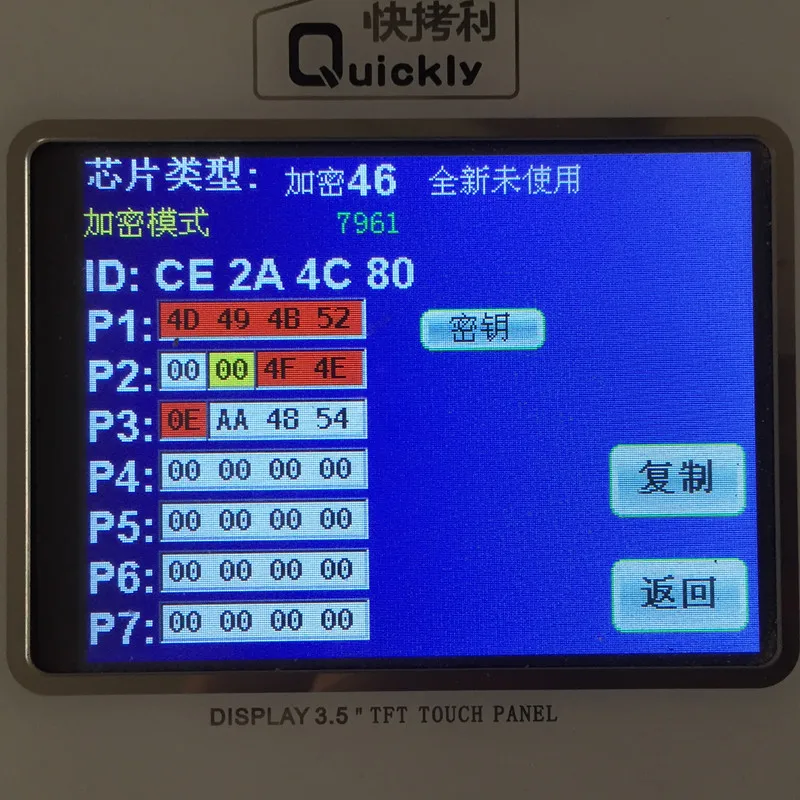 快拷利
Quickly
芯片类型: 加密46 全新未使用
加密模式 7961
ID: CE 2A 4C 80
P1: 4D 49 4B 52 密钥
P2: 00 00 4F 4E
P3: 0E AA 48 54
P4: 00 00 00 00
复制
P5: 00 00 00 00
P6: 00 00 00 00
返回
P7: 00 00 00 00
DISPLAY 3.5" TFT TOUCH PANEL